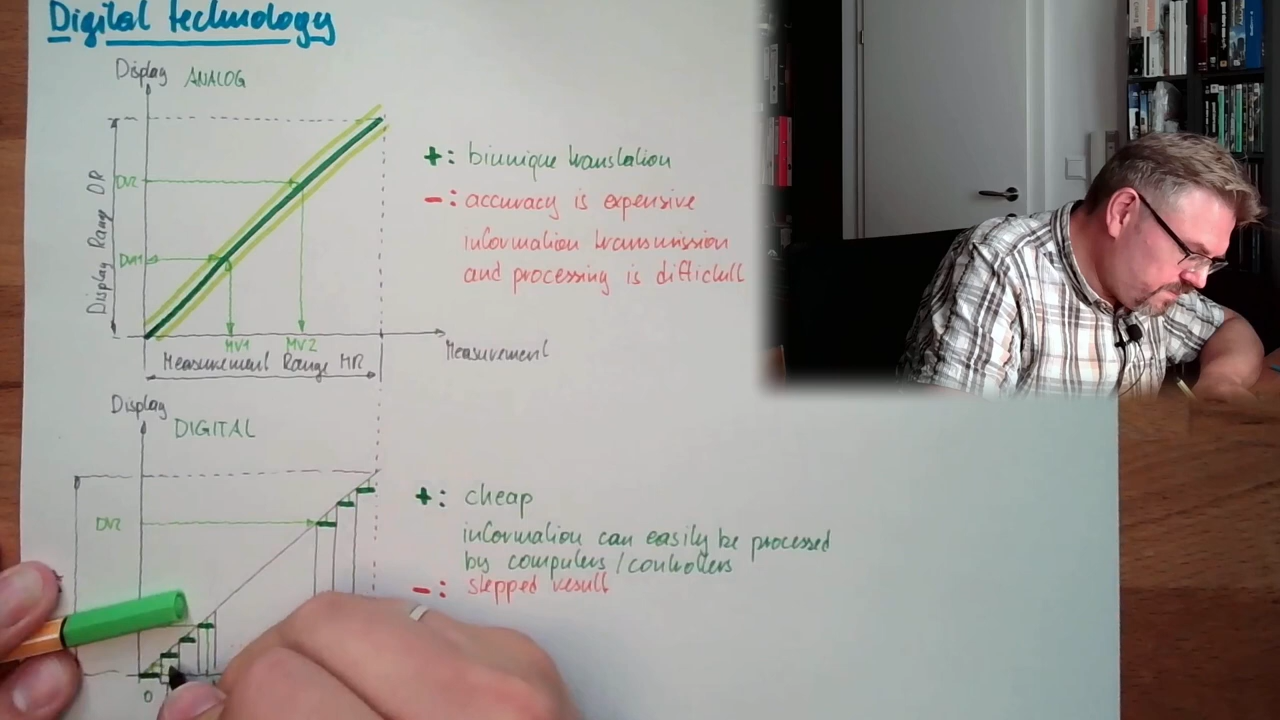 Digital technology
Display ANALOG
+: biunique translation
-: accuracy is expensive
information transmission
and processing is difficult
DV2
DV1
Display Range DR
MV1 MV2
Measurement Range MR
Measurement
Display
DIGITAL
+: cheap
information can easily be processed
by computers/controllers
-: stepped result
DV2
0